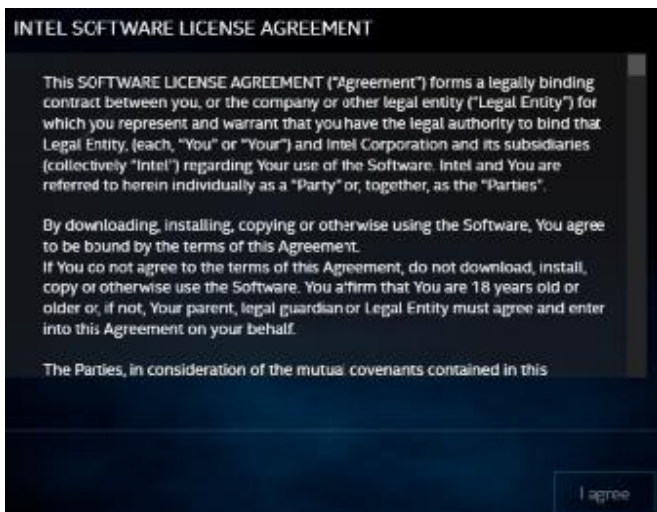 INTEL SOFTWARE LICENSE AGREEMENT
This SOFTWARE LICENSE AGREEMENT ("Agreement") forms a legally binding
contract between you, or the company or other legal entity ("Legal Entity") for
which you represent and warrant that you have the legal authority to bind that
Legal Entity, (each, "You" or "Your") and Intel Corporation and its subsidiaries
(collectively "Intel") regarding Your use of the Software. Intel and You are
referred to herein individually as a "Party" or, together, as the "Parties".
By downloading, installing, copying or otherwise using the Software, You agree
to be bound by the terms of this Agreement.
If You do not agree to the terms of this Agreement, do not download, install,
copy or otherwise use the Software. You affirm that You are 18 years old or
older or, if not, Your parent, legal guardian or Legal Entity must agree and enter
into this Agreement on your behalf.
The Parties, in consideration of the mutual covenants contained in this
I agree